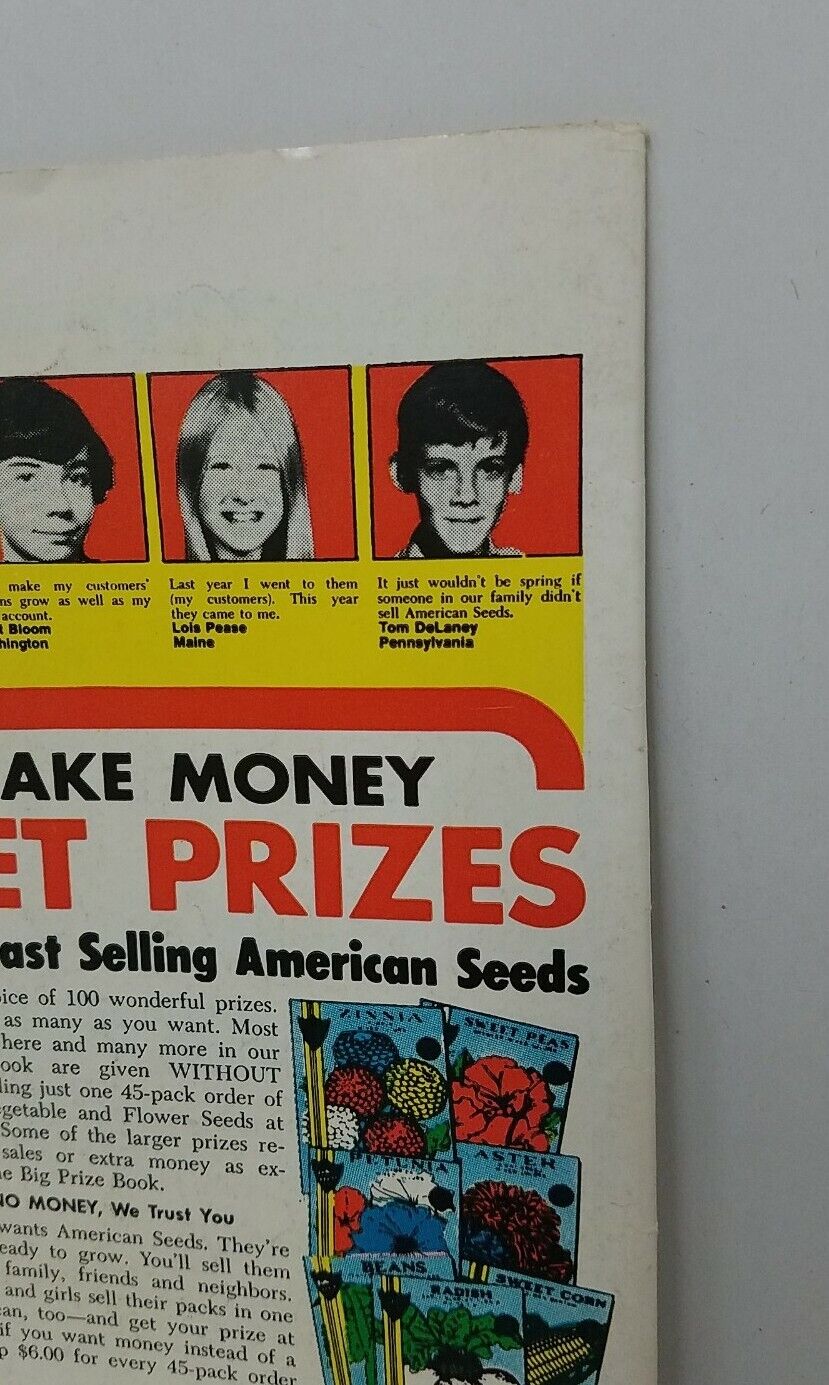 make my customers'
ns grow as well as my
account.
t Bloom
hington
Last year I went to them
(my customers). This year
they came to me.
Lois Pease
Maine
It just wouldn't be spring if
someone in our family didn't
sell American Seeds.
Tom DeLaney
Pennsylvania
AKE MONEY
ET PRIZES
ast Selling American Seeds
oice of 100 wonderful prizes.
as many as you want. Most
here and many more in our
ook are given WITHOUT
ling just one 45-pack order of
getable and Flower Seeds at
Some of the larger prizes re-
sales or extra money as ex-
e Big Prize Book.
NO MONEY, We Trust You
wants American Seeds. They're
eady to grow. You'll sell them
family, friends and neighbors.
and girls sell their packs in one
can, too—and get your prize at
if you want money instead of a
p $6.00 for every 45-pack order
ZINNIA
SWEET PEAS
PETUNIA
ASTER
BEANS
RADISH
SWEET CORN